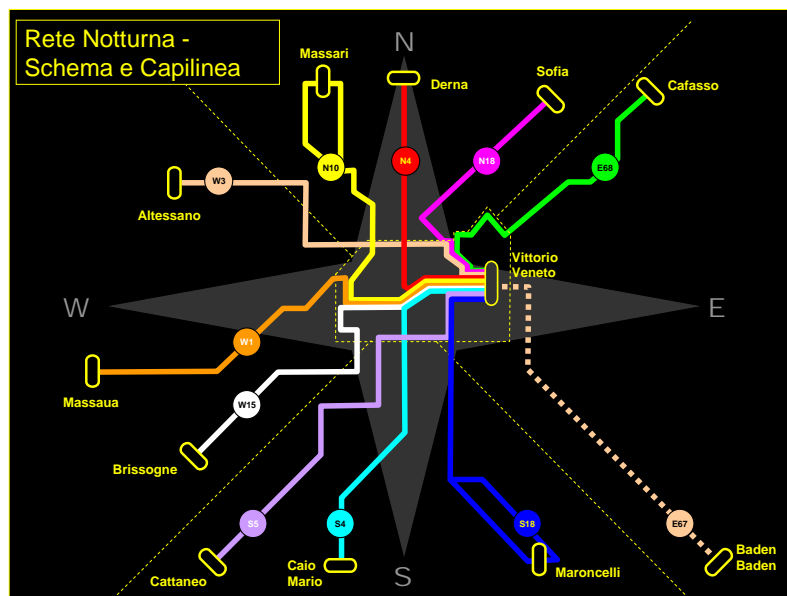 Rete Notturna -
Schema e Capilinea
N
Massari
Derna
Sofia
Cafasso
N10
N4
N18
E68
W3
Altessano
Vittorio
Veneto
W
E
W1
Massaua
W15
Brissogne
S5
S4
S18
E67
Cattaneo
Caio
Mario
S
Maroncelli
Baden
Baden